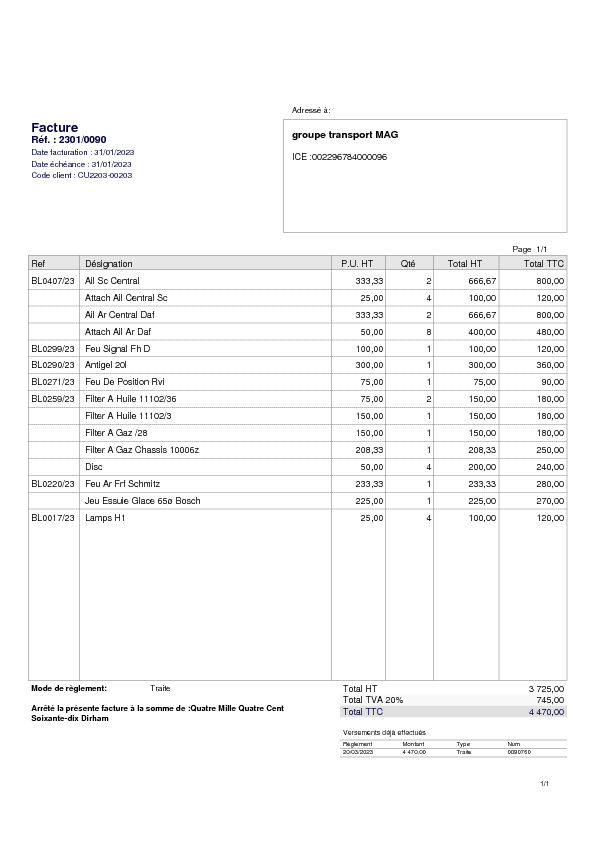 Adressé à:
Facture
Réf. : 2301/0090
Date facturation : 31/01/2023
Date échéance : 31/01/2023
Code client : CU2203-00203
groupe transport MAG
ICE :002296784000096
Page 1/1
Ref Désignation P.U. HT Qté Total HT Total TTC
BL0407/23 Ail Sc Central 333,33 2 666,67 800,00
Attach Ail Central Sc 25,00 4 100,00 120,00
Ail Ar Central Daf 333,33 2 666,67 800,00
Attach Ail Ar Daf 50,00 8 400,00 480,00
BL0299/23 Feu Signal Fh D 100,00 1 100,00 120,00
BL0290/23 Antigel 20l 300,00 1 300,00 360,00
BL0271/23 Feu De Position Rvi 75,00 1 75,00 90,00
BL0259/23 Filter A Huile 11102/36 75,00 2 150,00 180,00
Filter A Huile 11102/3 150,00 1 150,00 180,00
Filter A Gaz /28 150,00 1 150,00 180,00
Filter A Gaz Chassis 10006z 208,33 1 208,33 250,00
Disc 50,00 4 200,00 240,00
BL0220/23 Feu Ar Frf Schmitz 233,33 1 233,33 280,00
Jeu Essuie Glace 65ø Bosch 225,00 1 225,00 270,00
BL0017/23 Lamps H1 25,00 4 100,00 120,00
Mode de règlement: Traite
Total HT 3 725,00
Total TVA 20% 745,00
Total TTC 4 470,00
Arrêté la présente facture à la somme de :Quatre Mille Quatre Cent
Soixante-dix Dirham
Versements déjà effectués
Règlement Montant Type Num
20/03/2023 4 470,00 Traite 0090760
1/1